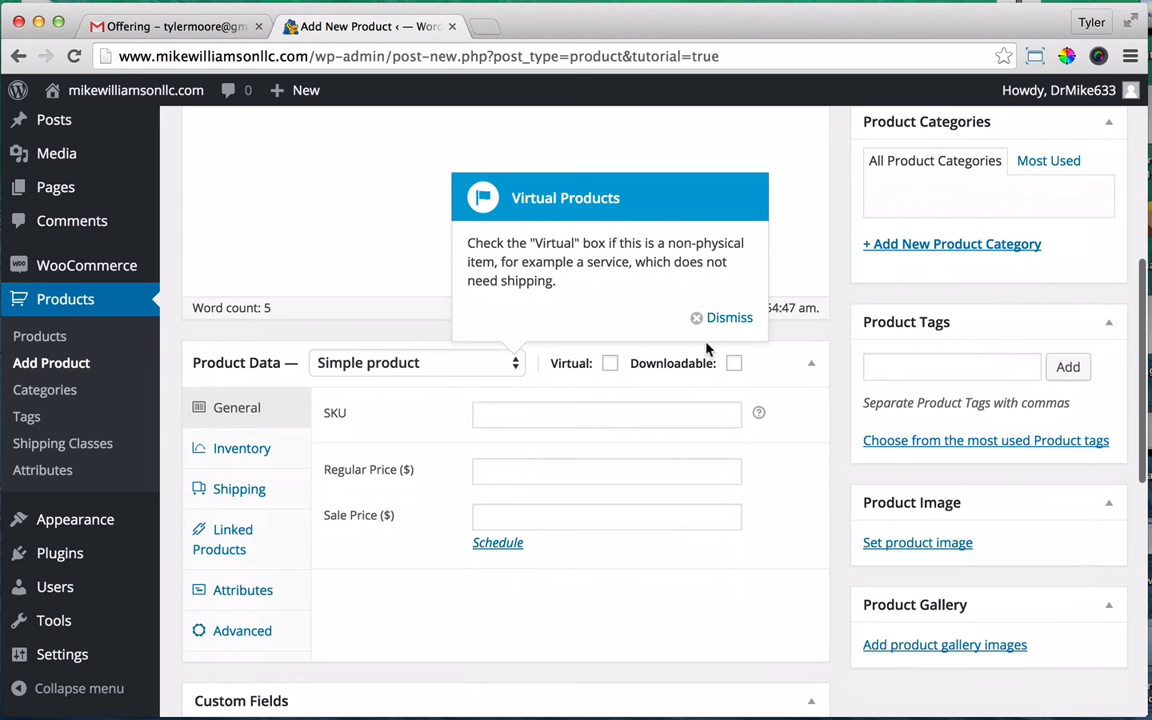 Offering – tylermoore@gm
Add New Product ‹ — Word
Tyler
www.mikewilliamsonllc.com/wp-admin/post-new.php?post_type=product&tutorial=true
mikewilliamsonllc.com 0 New
Howdy, DrMike633
Posts
Media
Pages
Comments
WooCommerce
Products
Products
Add Product
Categories
Tags
Shipping Classes
Attributes
Appearance
Plugins
Users
Tools
Settings
Collapse menu
Virtual Products
Check the "Virtual" box if this is a non-physical
item, for example a service, which does not
need shipping.
Dismiss
Word count: 5
54:47 am.
Product Data —
Simple product
Virtual:
Downloadable:
General
Inventory
Shipping
Linked
Products
Attributes
Advanced
SKU
Regular Price ($)
Sale Price ($)
Schedule
Custom Fields
Product Categories
All Product Categories
Most Used
+ Add New Product Category
Product Tags
Add
Separate Product Tags with commas
Choose from the most used Product tags
Product Image
Set product image
Product Gallery
Add product gallery images